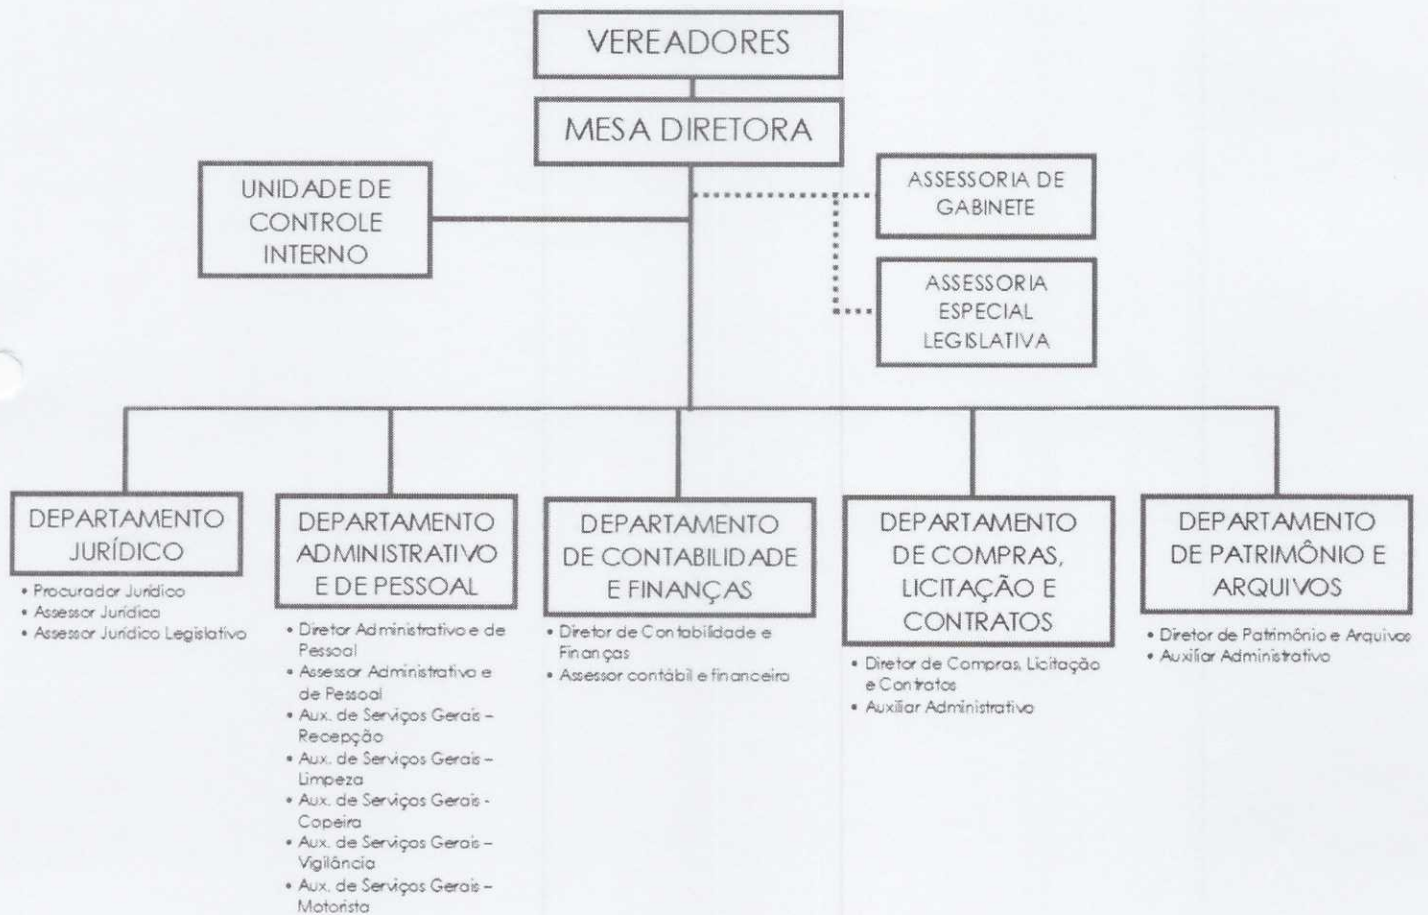 VEREADORES
MESA DIRETORA
UNIDADE DE
CONTROLE
INTERNO
ASSESSORIA DE
GABINETE
ASSESSORIA
ESPECIAL
LEGISLATIVA
DEPARTAMENTO
JURÍDICO
• Procurador Jurídico
• Assessor Jurídico
• Assessor Jurídico Legislativo
DEPARTAMENTO
ADMINISTRATIVO
E DE PESSOAL
• Diretor Administrativo e de
Pessoal
• Assessor Administrativo e
de Pessoal
• Aux. de Serviços Gerais –
Recepção
• Aux. de Serviços Gerais –
Limpeza
• Aux. de Serviços Gerais -
Copeira
• Aux. de Serviços Gerais –
Vigilância
• Aux. de Serviços Gerais –
Motorista
DEPARTAMENTO
DE CONTABILIDADE
E FINANÇAS
• Diretor de Contabilidade e
Finanças
• Assessor contábil e financeiro
DEPARTAMENTO
DE COMPRAS,
LICITAÇÃO E
CONTRATOS
• Diretor de Compras, Licitação
e Contratos
• Auxiliar Administrativo
DEPARTAMENTO
DE PATRIMÔNIO E
ARQUIVOS
• Diretor de Patrimônio e Arquivos
• Auxiliar Administrativo